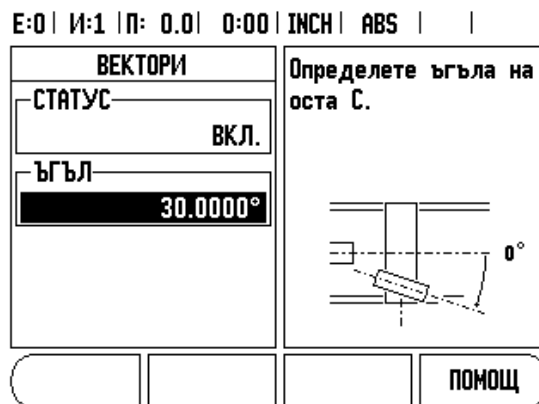 E:0 | И:1 | П: 0.0 | 0:00 | INCH | ABS | |
ВЕКТОРИ
СТАТУС
ВКЛ.
ЪГЪЛ
30.0000°
Определете ъгъла на
оста C.
0°
ПОМОЩ